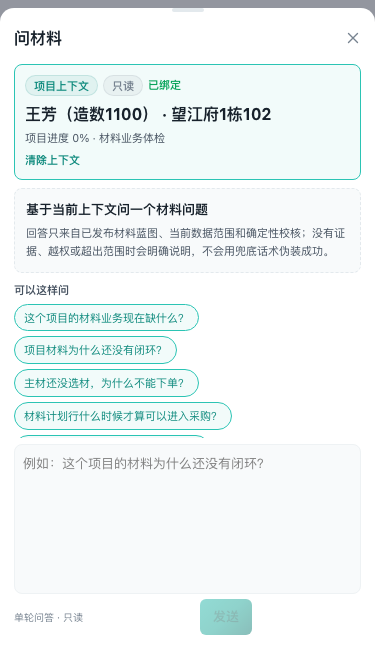 问材料
项目上下文 只读 已绑定
王芳（造数1100） · 望江府1栋102
项目进度 0% · 材料业务体检
清除上下文
基于当前上下文问一个材料问题
回答只来自已发布材料蓝图、当前数据范围和确定性校核；没有证
据、越权或超出范围时会明确说明，不会用兜底话术伪装成功。
可以这样问
这个项目的材料业务现在缺什么？
项目材料为什么还没有闭环？
主材还没选材，为什么不能下单？
材料计划行什么时候才算可以进入采购？
例如：这个项目的材料为什么还没有闭环？
单轮问答 · 只读
发送